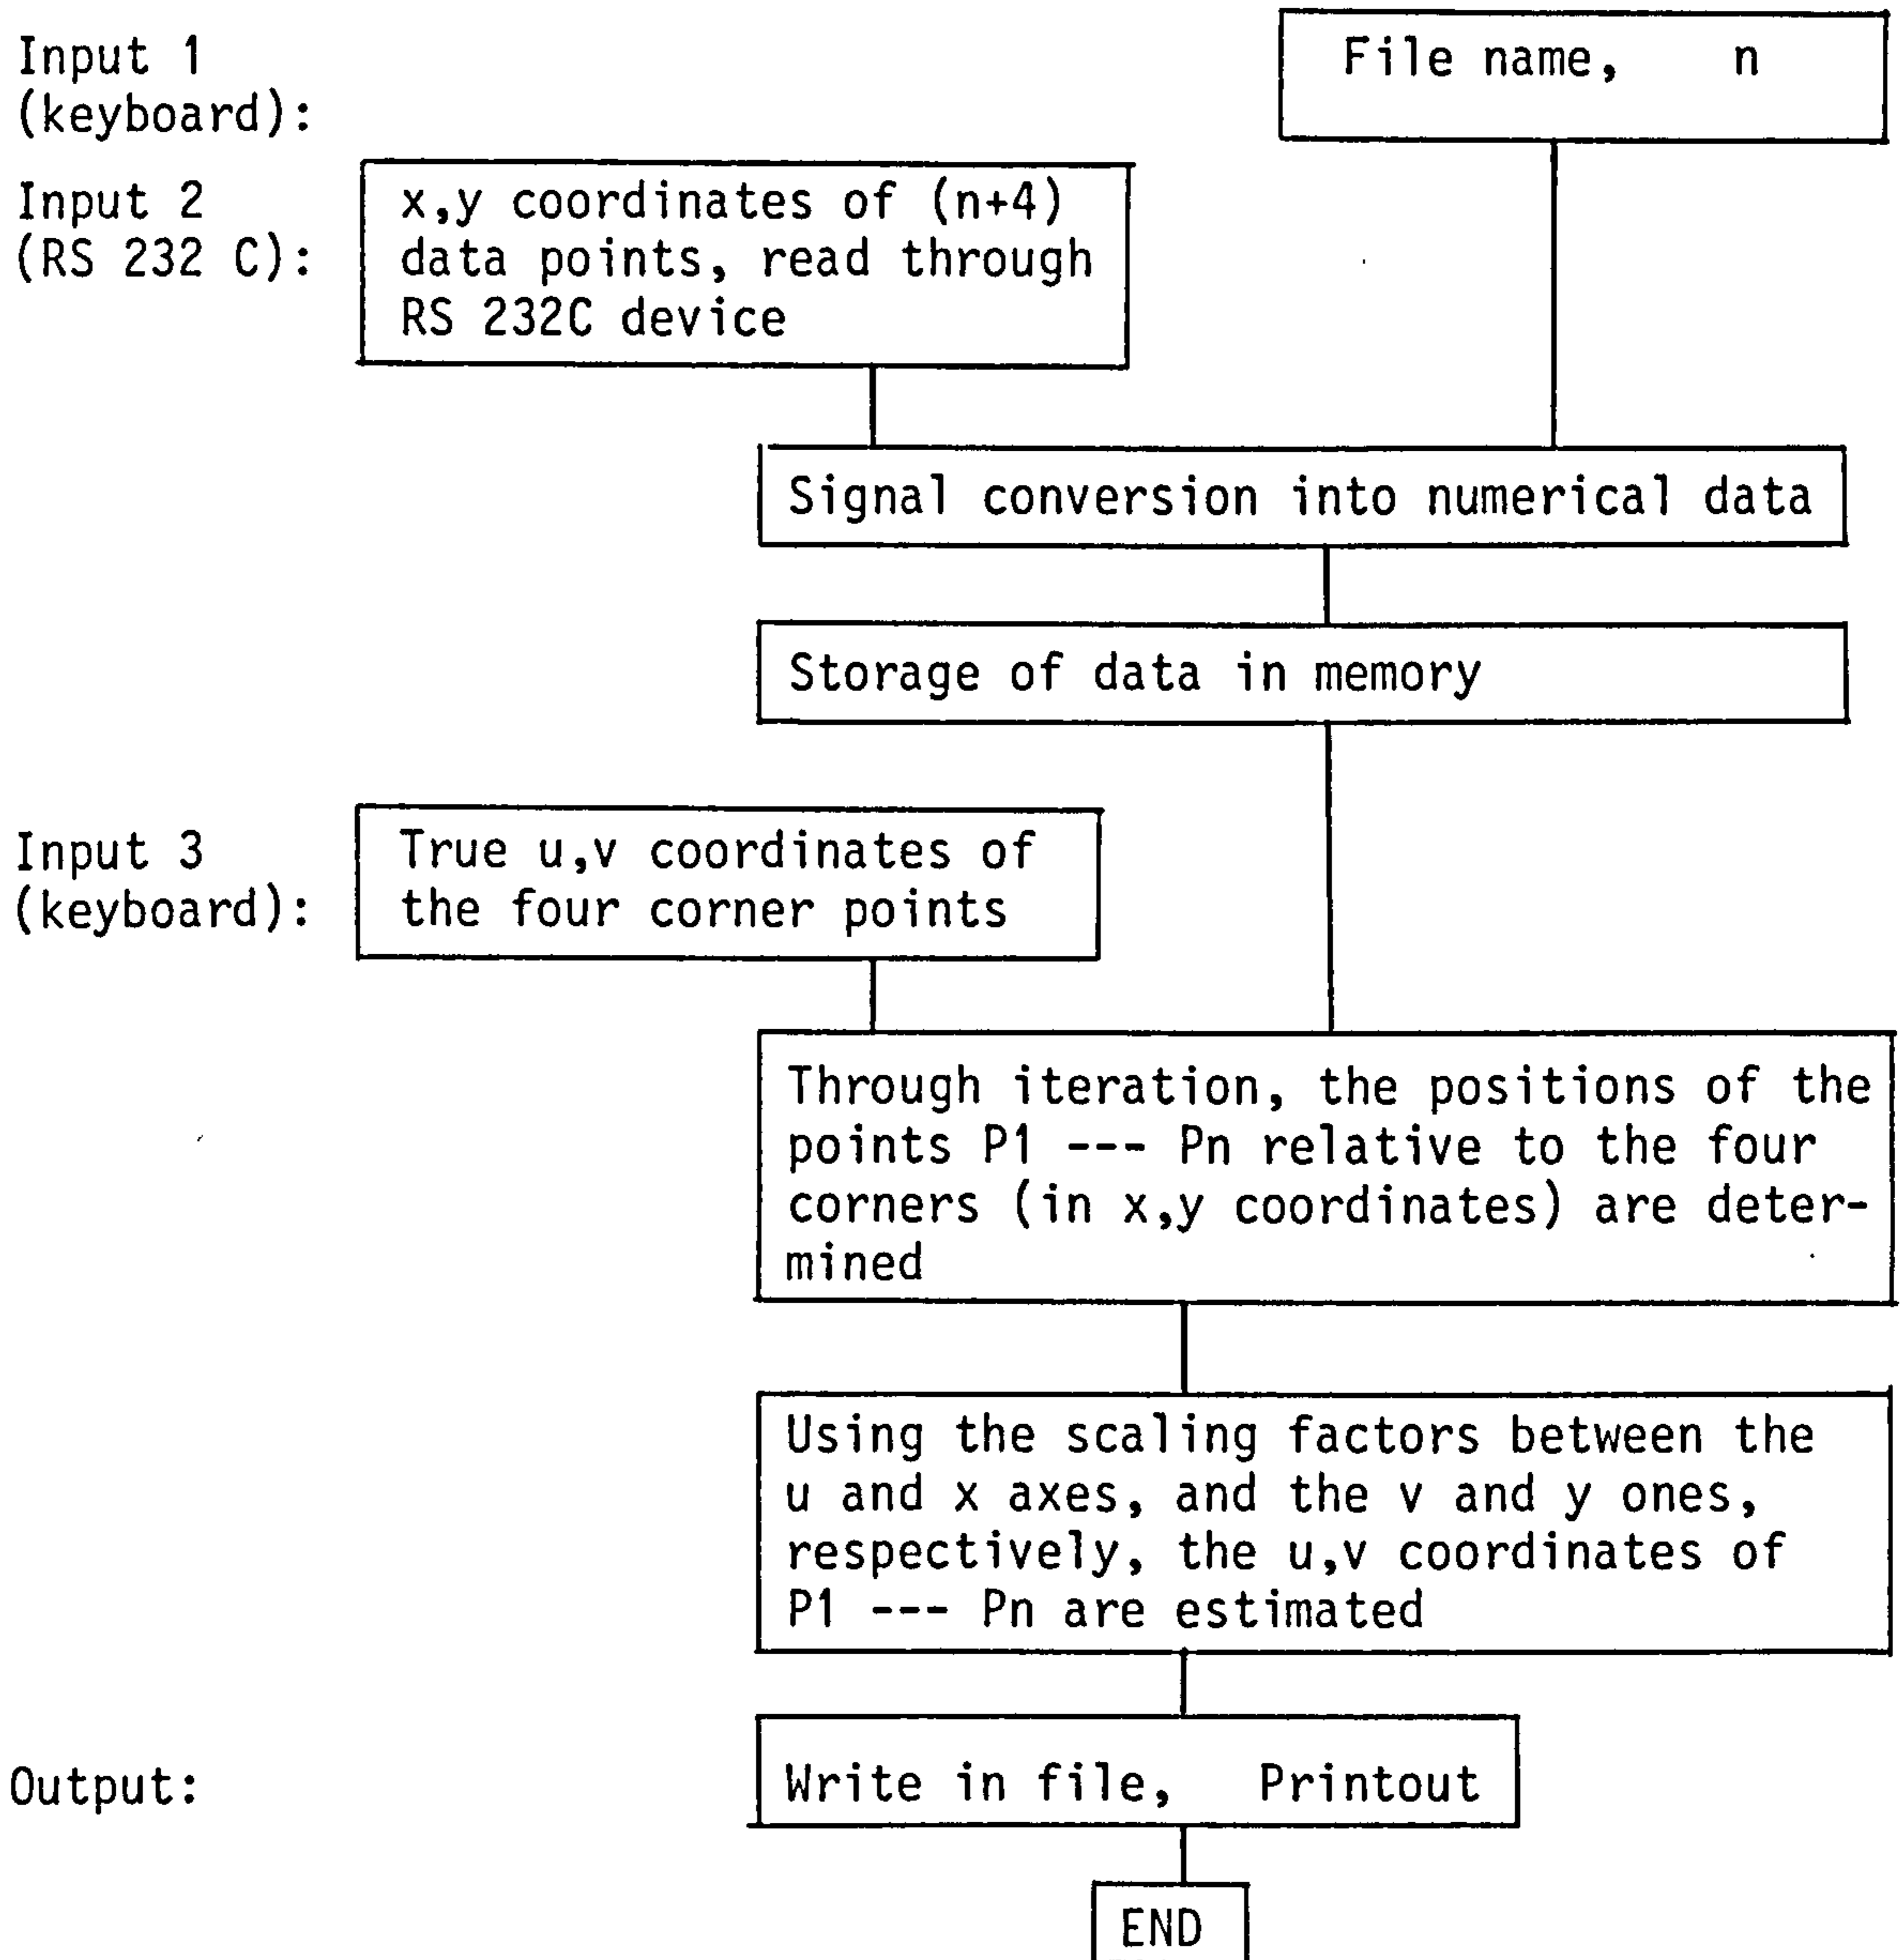 Input 1
(keyboard):
File name, n
Input 2
(RS 232 C):
x,y coordinates of (n+4)
data points, read through
RS 232C device
Signal conversion into numerical data
Storage of data in memory
Input 3
(keyboard):
True u,v coordinates of
the four corner points
Through iteration, the positions of the
points P1 --- Pn relative to the four
corners (in x,y coordinates) are deter-
mined
Using the scaling factors between the
u and x axes, and the v and y ones,
respectively, the u,v coordinates of
P1 --- Pn are estimated
Output:
Write in file, Printout
END